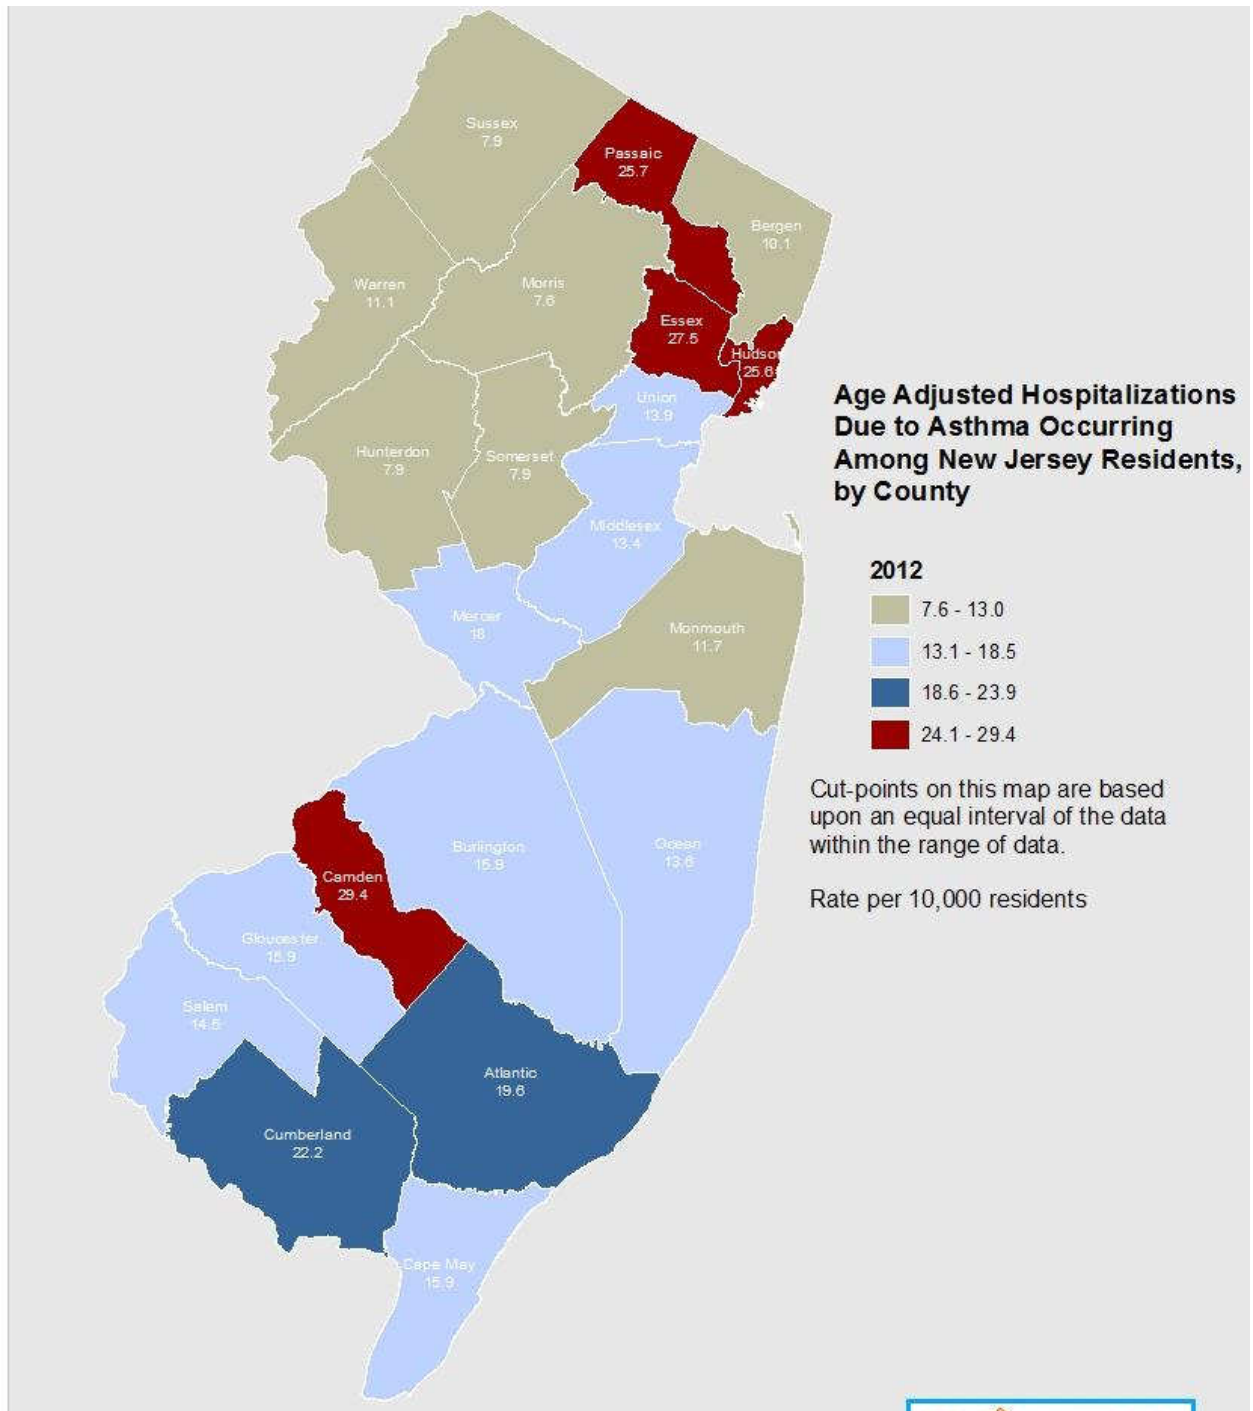 Sussex
7.9
Passaic
25.7
Bergen
10.1
Warren
11.1
Morris
7.6
Essex
27.5
Hudson
25.6
Union
13.9
Hunterdon
7.9
Somerset
7.9
Middlesex
13.4
Mercer
18
Monmouth
11.7
Age Adjusted Hospitalizations
Due to Asthma Occurring
Among New Jersey Residents,
by County
2012
7.6 - 13.0
13.1 - 18.5
18.6 - 23.9
24.1 - 29.4
Cut-points on this map are based
upon an equal interval of the data
within the range of data.
Rate per 10,000 residents
Burlington
15.9
Ocean
13.6
Camden
29.4
Gloucester
15.9
Salem
14.5
Atlantic
19.6
Cumberland
22.2
Cape May
15.9